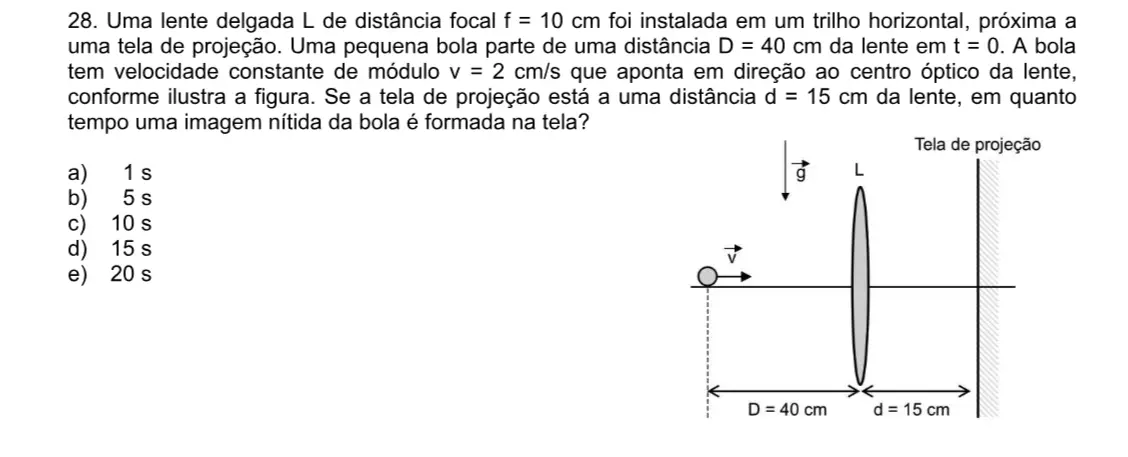 28. Uma lente delgada L de distância focal f = 10 cm foi instalada em um trilho horizontal, próxima a
uma tela de projeção. Uma pequena bola parte de uma distância D = 40 cm da lente em t = 0. A bola
tem velocidade constante de módulo v = 2 cm/s que aponta em direção ao centro óptico da lente,
conforme ilustra a figura. Se a tela de projeção está a uma distância d = 15 cm da lente, em quanto
tempo uma imagem nítida da bola é formada na tela?
a) 1 s
b) 5 s
c) 10 s
d) 15 s
e) 20 s
Tela de projeção
g
L
v
D = 40 cm
d = 15 cm